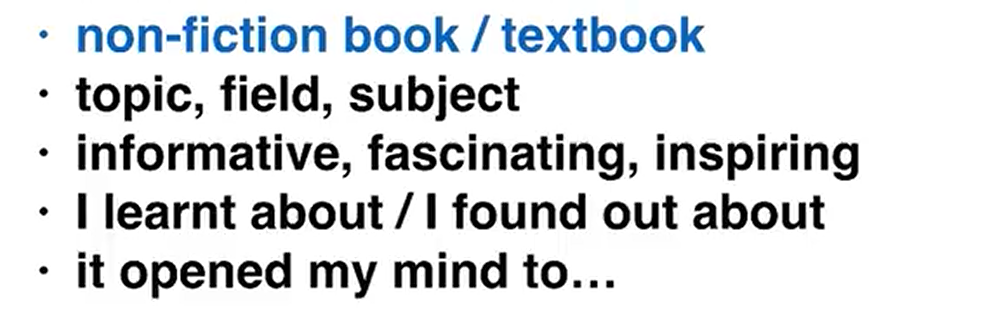 · non-fiction book / textbook
· topic, field, subject
· informative, fascinating, inspiring
· I learnt about / I found out about
· it opened my mind to…